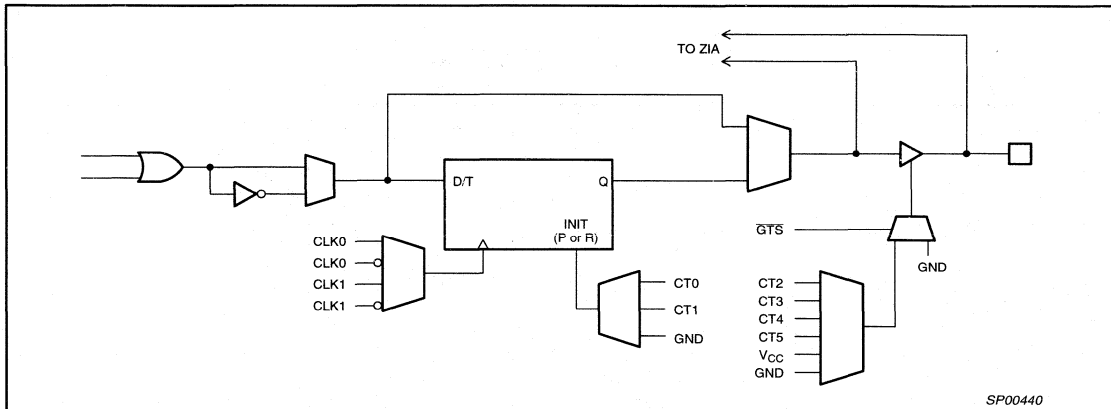 TO ZIA
D/T
Q
INIT
(P or R)
CLK0
CLK0
CLK1
CLK1
CT0
CT1
GND
GTS
GND
CT2
CT3
CT4
CT5
VCC
GND
SP00440